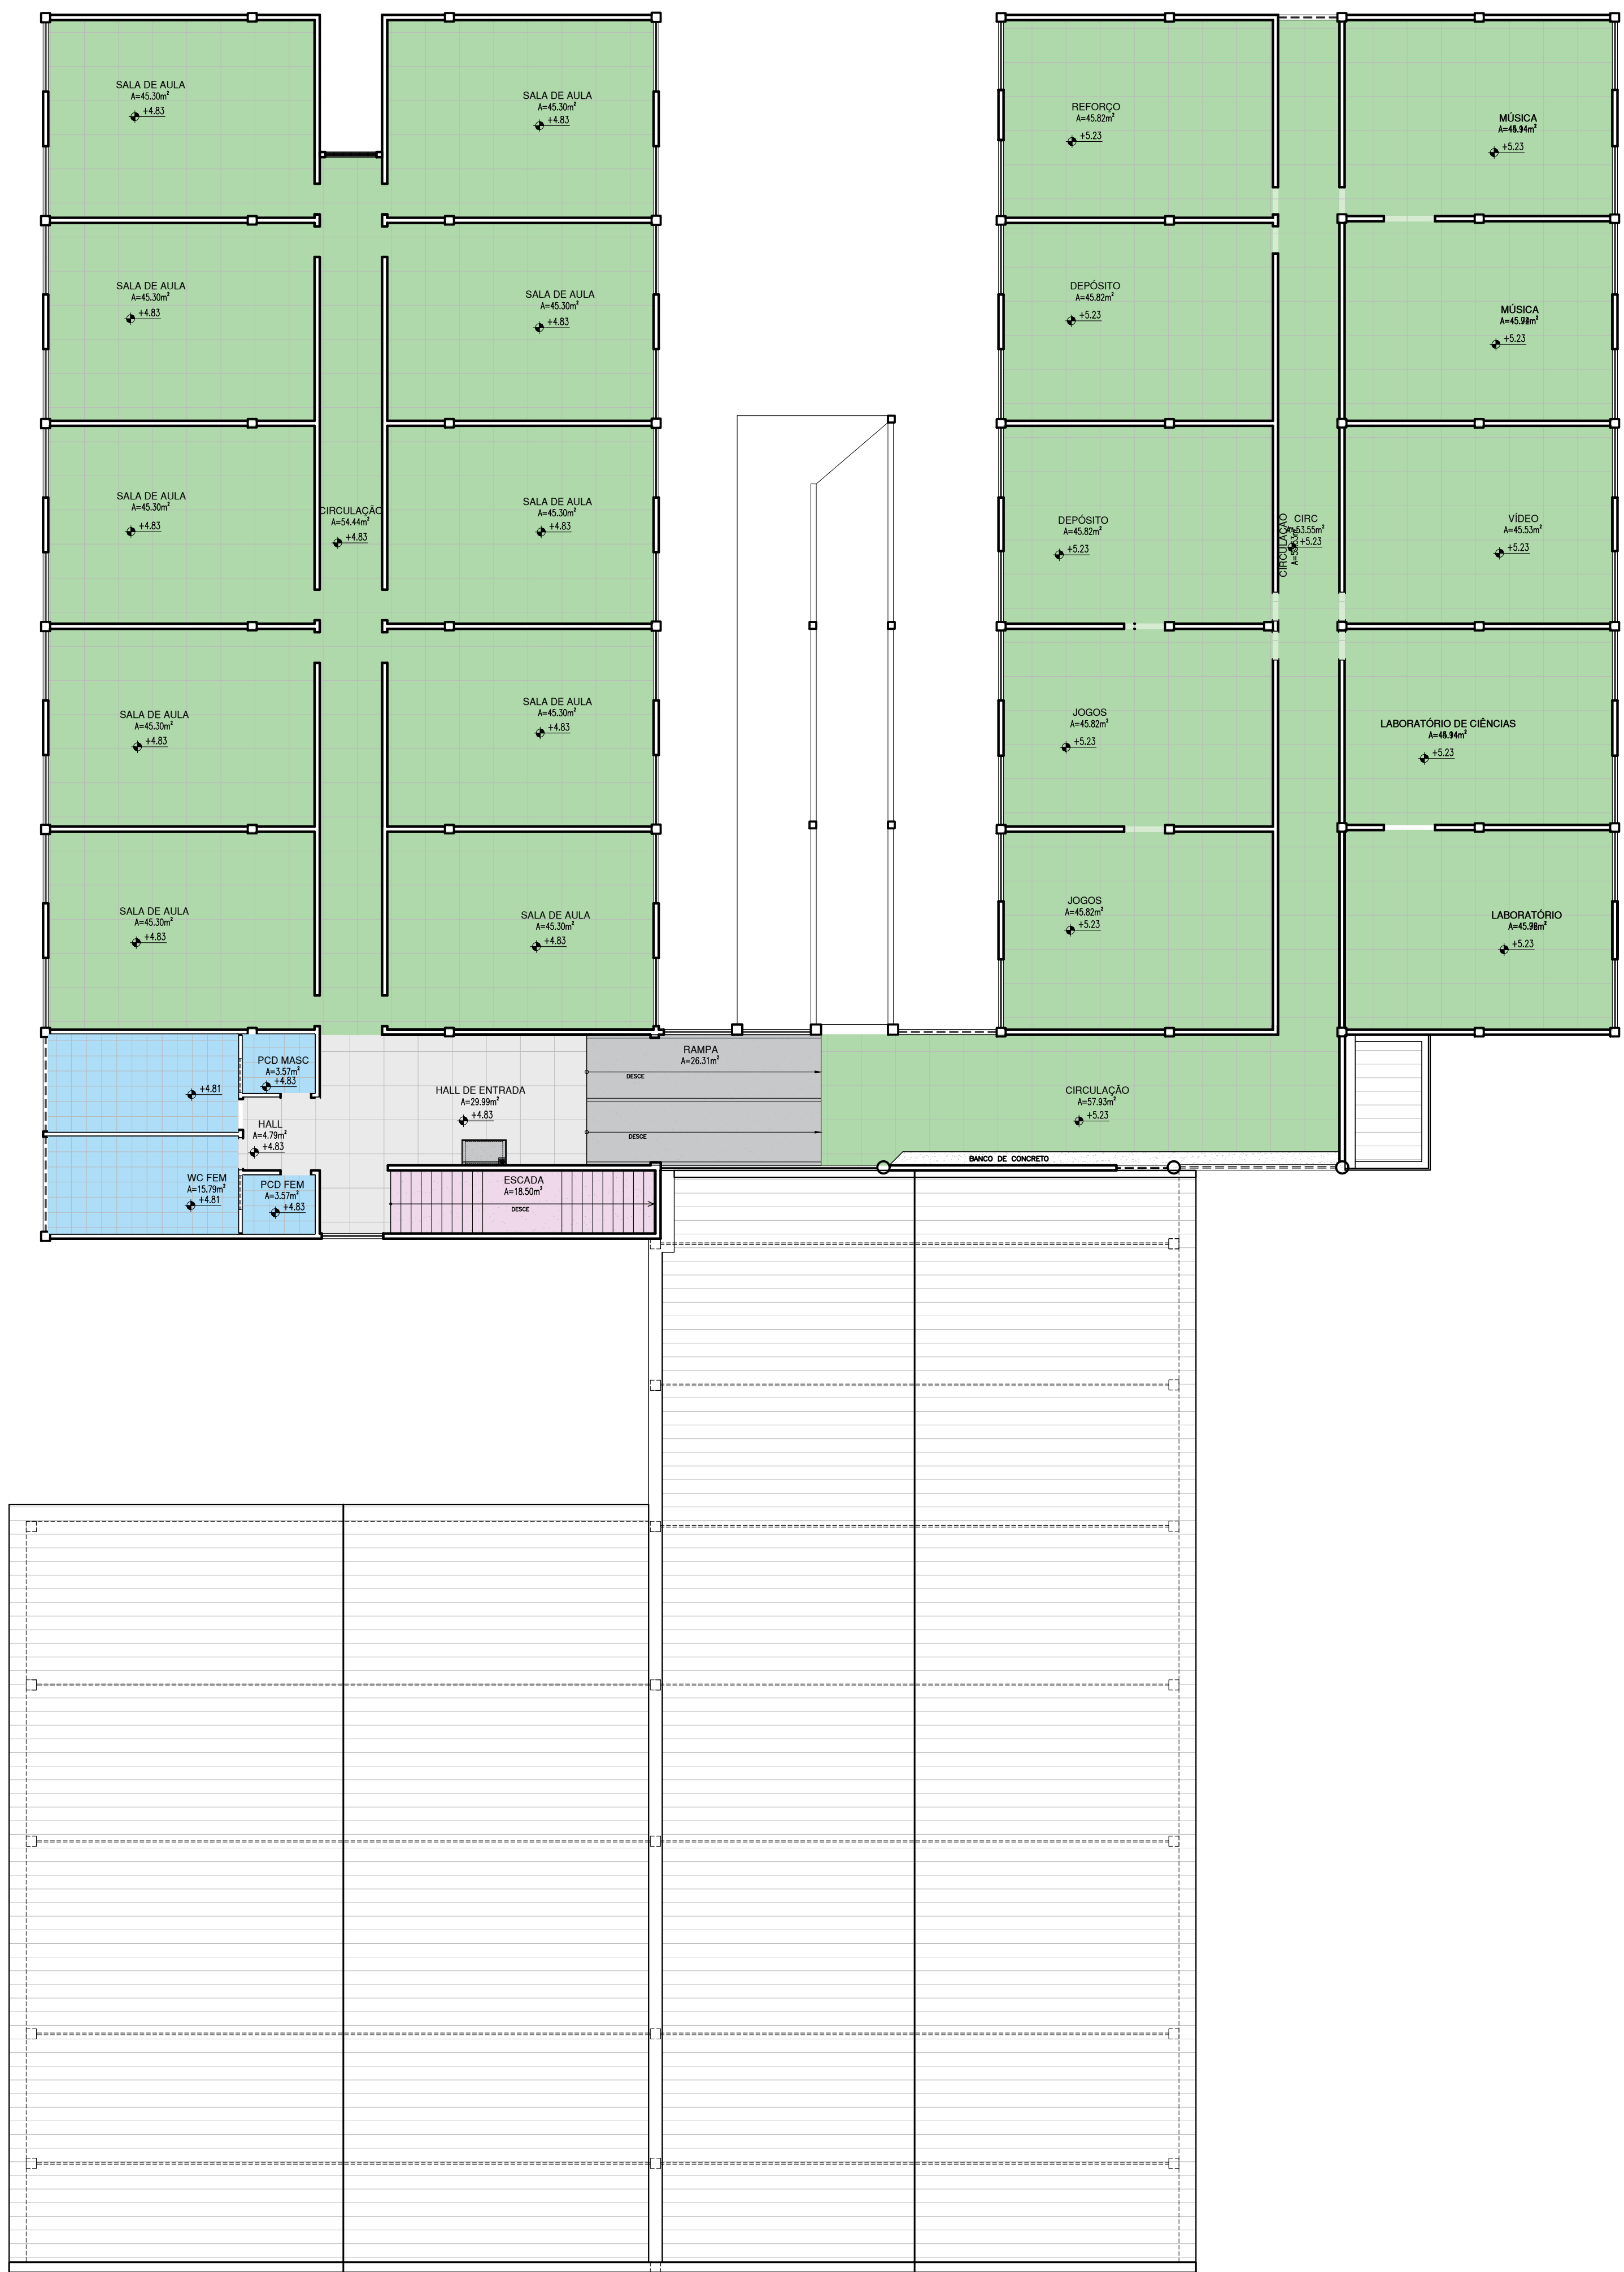 SALA DE AULA
A=45.30m²
+4.83
SALA DE AULA
A=45.30m²
+4.83
REFORÇO
A=45.82m²
+5.23
MÚSICA
+5.23
SALA DE AULA
A=45.30m²
+4.83
SALA DE AULA
A=45.30m²
+4.83
DEPÓSITO
A=45.82m²
+5.23
MÚSICA
+5.23
SALA DE AULA
A=45.30m²
+4.83
CIRCULAÇÃO
A=54.44m²
+4.83
SALA DE AULA
A=45.30m²
+4.83
DEPÓSITO
A=45.82m²
+5.23
CIRCULAÇÃO
CIRC
A=53.55m²
+5.23
VÍDEO
A=45.53m²
+5.23
SALA DE AULA
A=45.30m²
+4.83
SALA DE AULA
A=45.30m²
+4.83
JOGOS
A=45.82m²
+5.23
LABORATÓRIO DE CIÊNCIAS
+5.23
SALA DE AULA
A=45.30m²
+4.83
SALA DE AULA
A=45.30m²
+4.83
JOGOS
A=45.82m²
+5.23
LABORATÓRIO
+5.23
+4.81
PCD MASC
A=3.57m²
+4.83
HALL DE ENTRADA
A=29.99m²
+4.83
RAMPA
A=26.31m²
DESCE
DESCE
CIRCULAÇÃO
A=57.93m²
+5.23
HALL
A=4.79m²
+4.83
BANCO DE CONCRETO
WC FEM
A=15.79m²
+4.81
PCD FEM
A=3.57m²
+4.83
ESCADA
A=18.50m²
DESCE